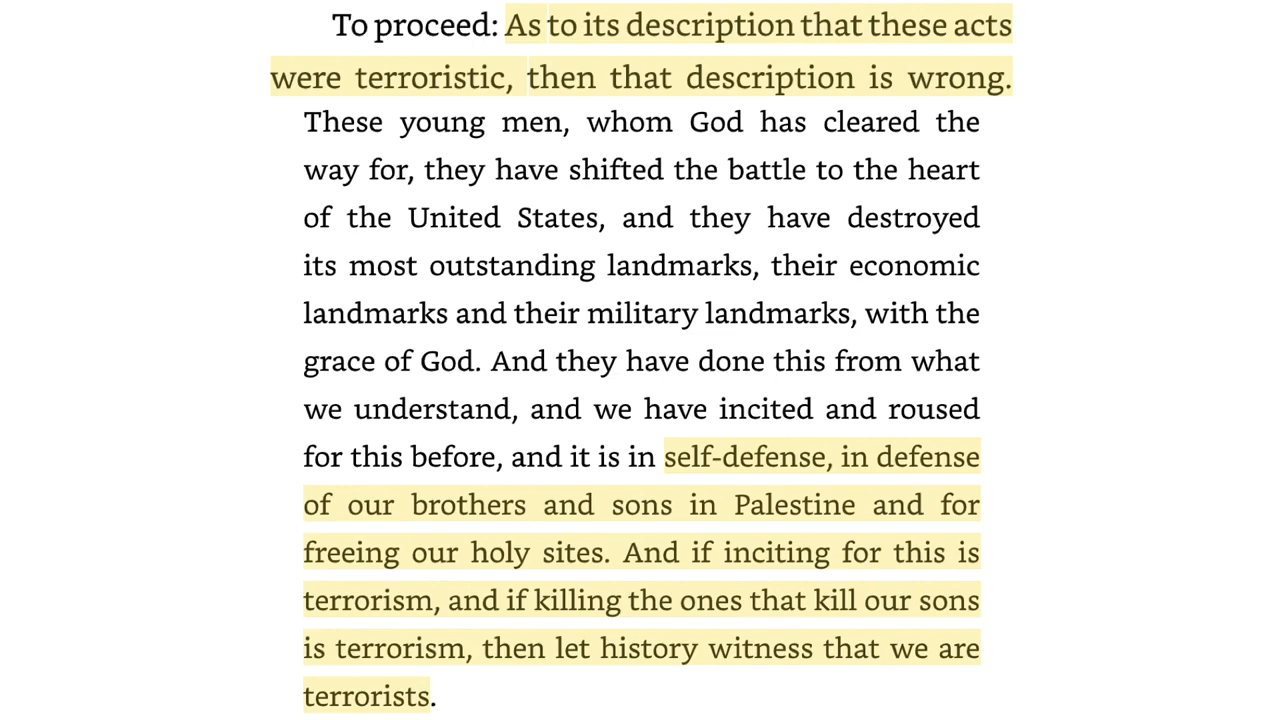 To proceed: As to its description that these acts
were terroristic, then that description is wrong.
These young men, whom God has cleared the
way for, they have shifted the battle to the heart
of the United States, and they have destroyed
its most outstanding landmarks, their economic
landmarks and their military landmarks, with the
grace of God. And they have done this from what
we understand, and we have incited and roused
for this before, and it is in self-defense, in defense
of our brothers and sons in Palestine and for
freeing our holy sites. And if inciting for this is
terrorism, and if killing the ones that kill our sons
is terrorism, then let history witness that we are
terrorists.